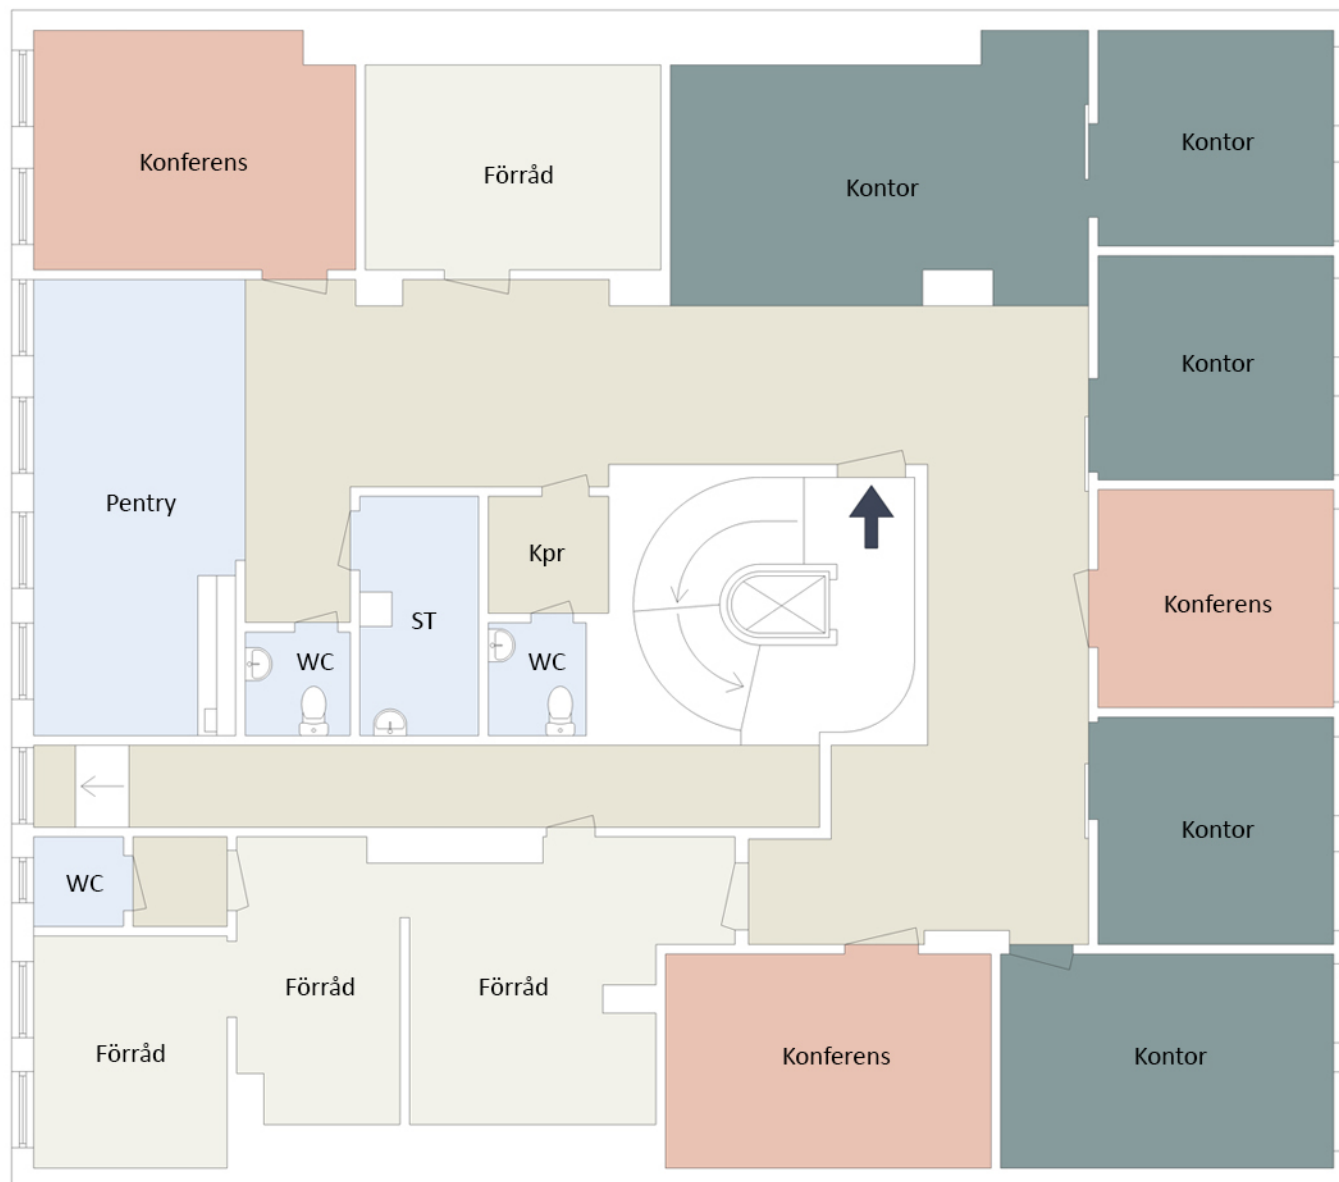 Konferens
Förråd
Kontor
Kontor
Kontor
Pentry
Kpr
ST
WC
WC
Konferens
Kontor
WC
Förråd
Förråd
Förråd
Konferens
Kontor